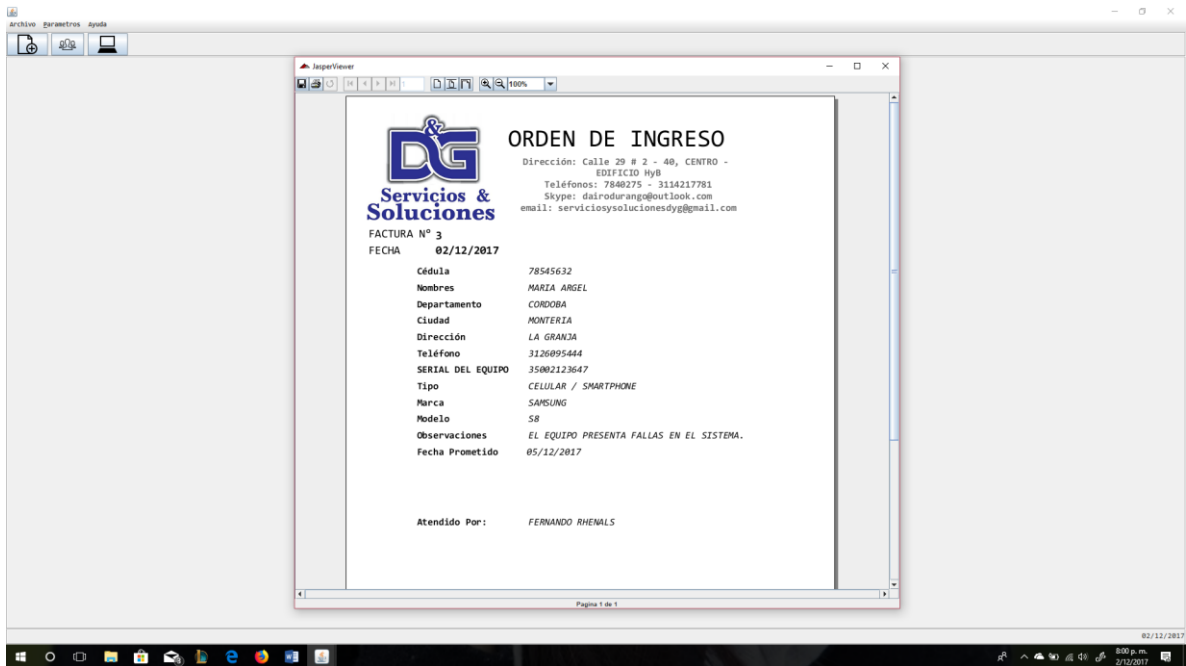 Archivo Parametros Ayuda
JasperViewer
1
100%
D&G
Servicios &
Soluciones
ORDEN DE INGRESO
Dirección: Calle 29 # 2 - 40, CENTRO -
EDIFICIO HyB
Teléfonos: 7840275 - 3114217781
Skype: dairodurango@outlook.com
email: serviciosysolucionesdyg@gmail.com
FACTURA N° 3
FECHA 02/12/2017
Cédula 78545632
Nombres MARIA ARGEL
Departamento CORDOBA
Ciudad MONTERIA
Dirección LA GRANJA
Teléfono 3126095444
SERIAL DEL EQUIPO 35002123647
Tipo CELULAR / SMARTPHONE
Marca SAMSUNG
Modelo S8
Observaciones EL EQUIPO PRESENTA FALLAS EN EL SISTEMA.
Fecha Prometido 05/12/2017
Atendido Por: FERNANDO RHENALS
Pagina 1 de 1
02/12/2017
8:00 p. m.
2/12/2017